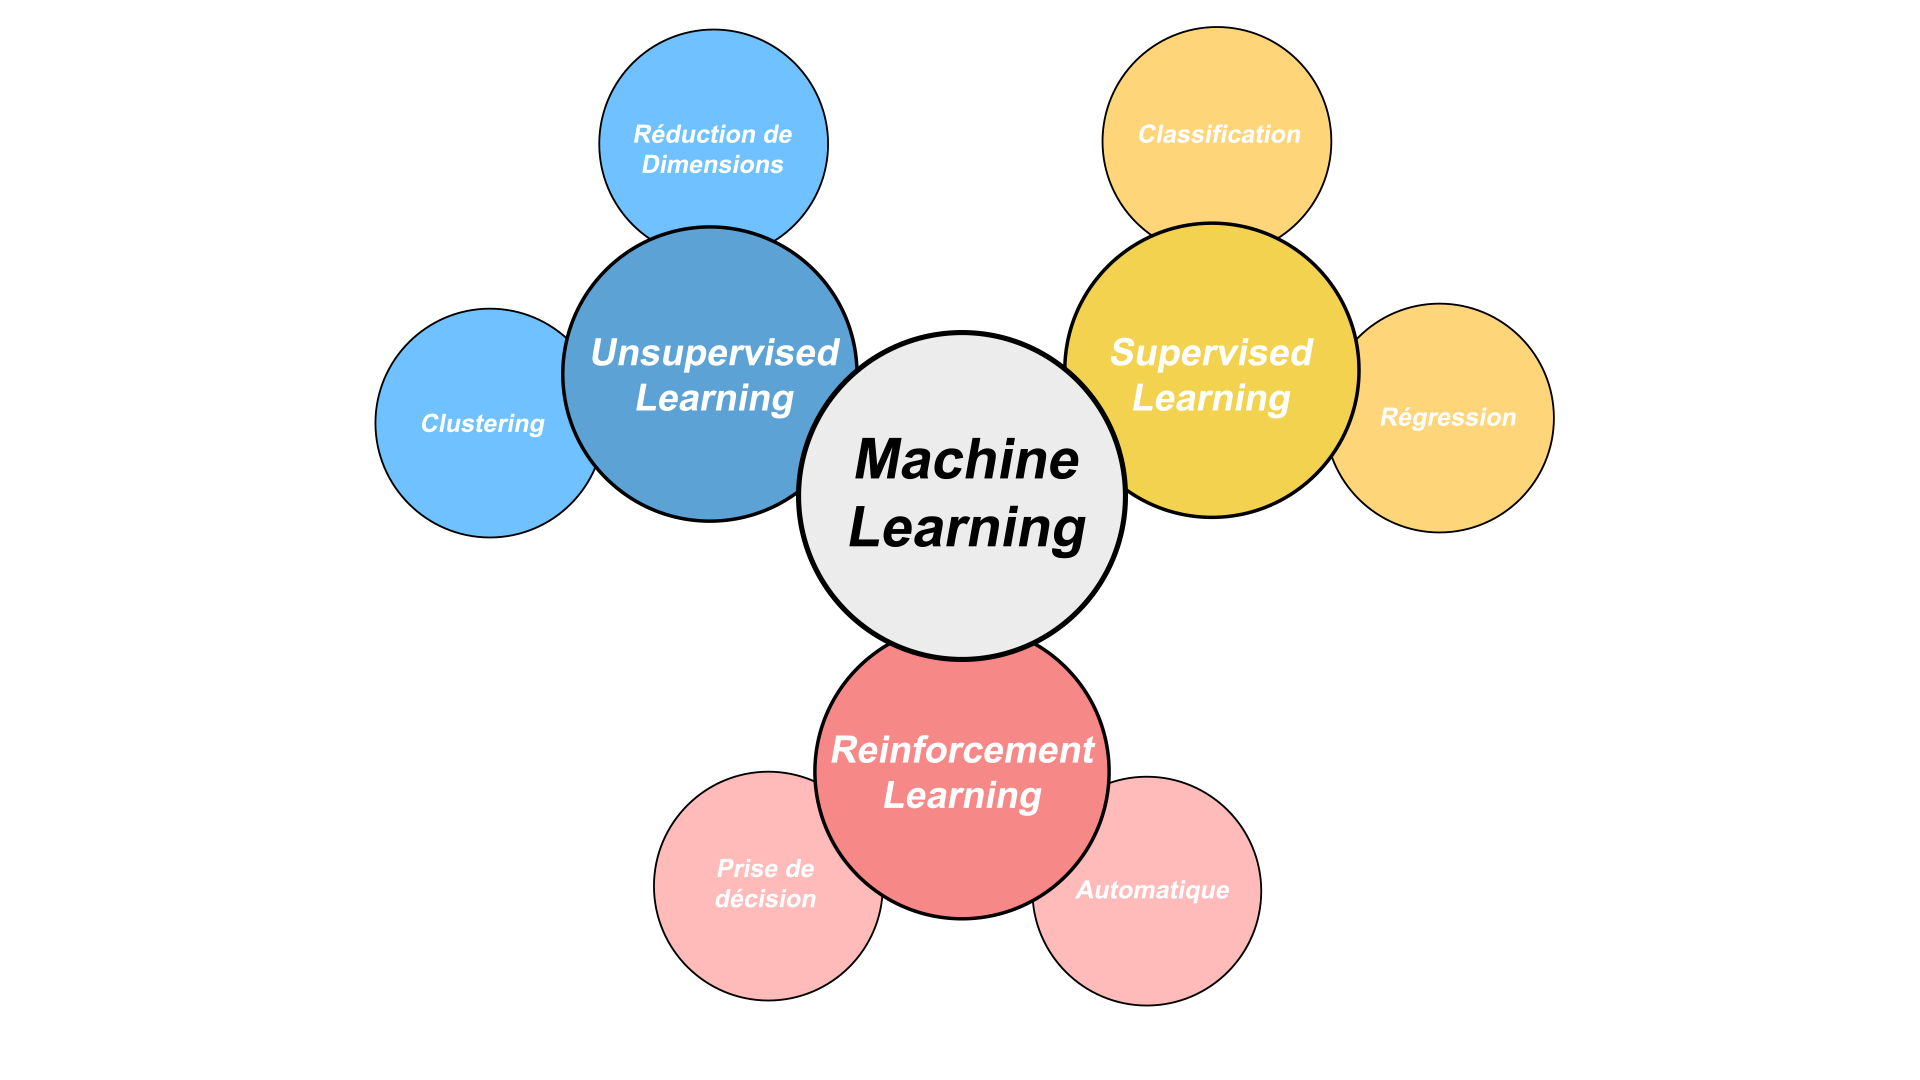 Réduction de
Dimensions
Classification
Unsupervised
Learning
Supervised
Learning
Clustering
Régression
Machine
Learning
Reinforcement
Learning
Prise de
décision
Automatique